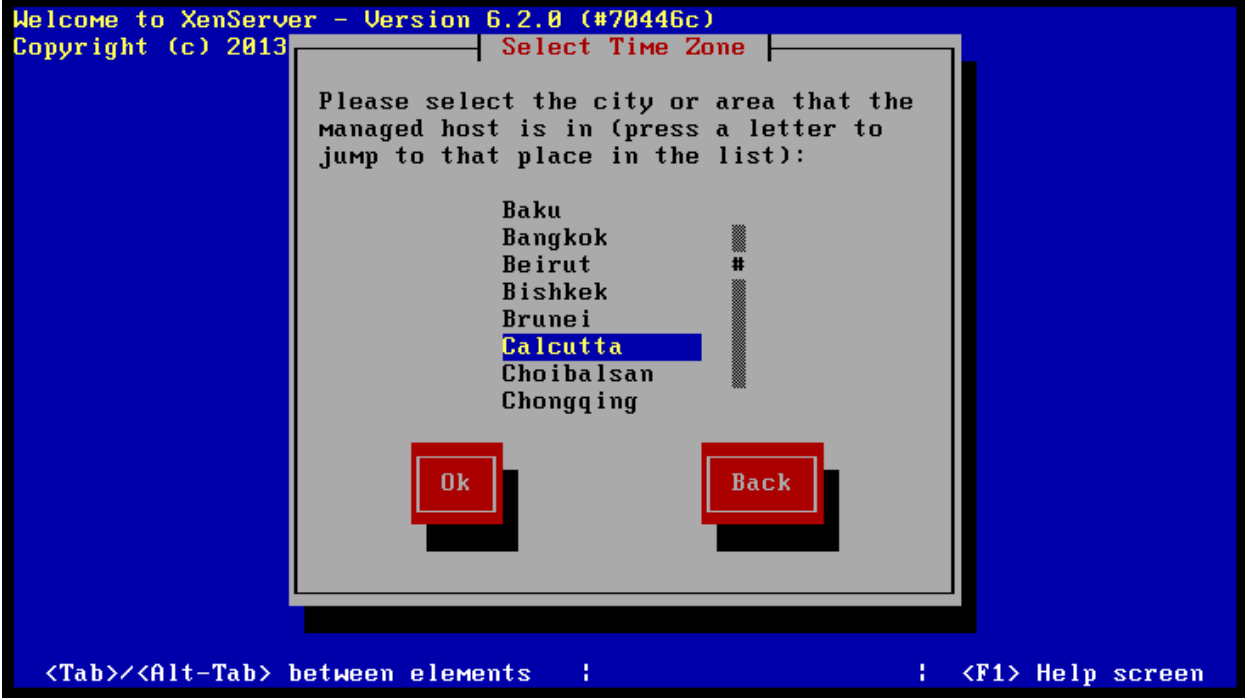 Welcome to XenServer - Version 6.2.0 (#70446c)
Copyright (c) 2013
Select Time Zone
Please select the city or area that the
managed host is in (press a letter to
jump to that place in the list):
Baku
Bangkok
Beirut
#
Bishkek
Brunei
Calcutta
Choibalsan
Chongqing
Ok
Back
<Tab>/<Alt-Tab> between elements ¦ ¦ <F1> Help screen